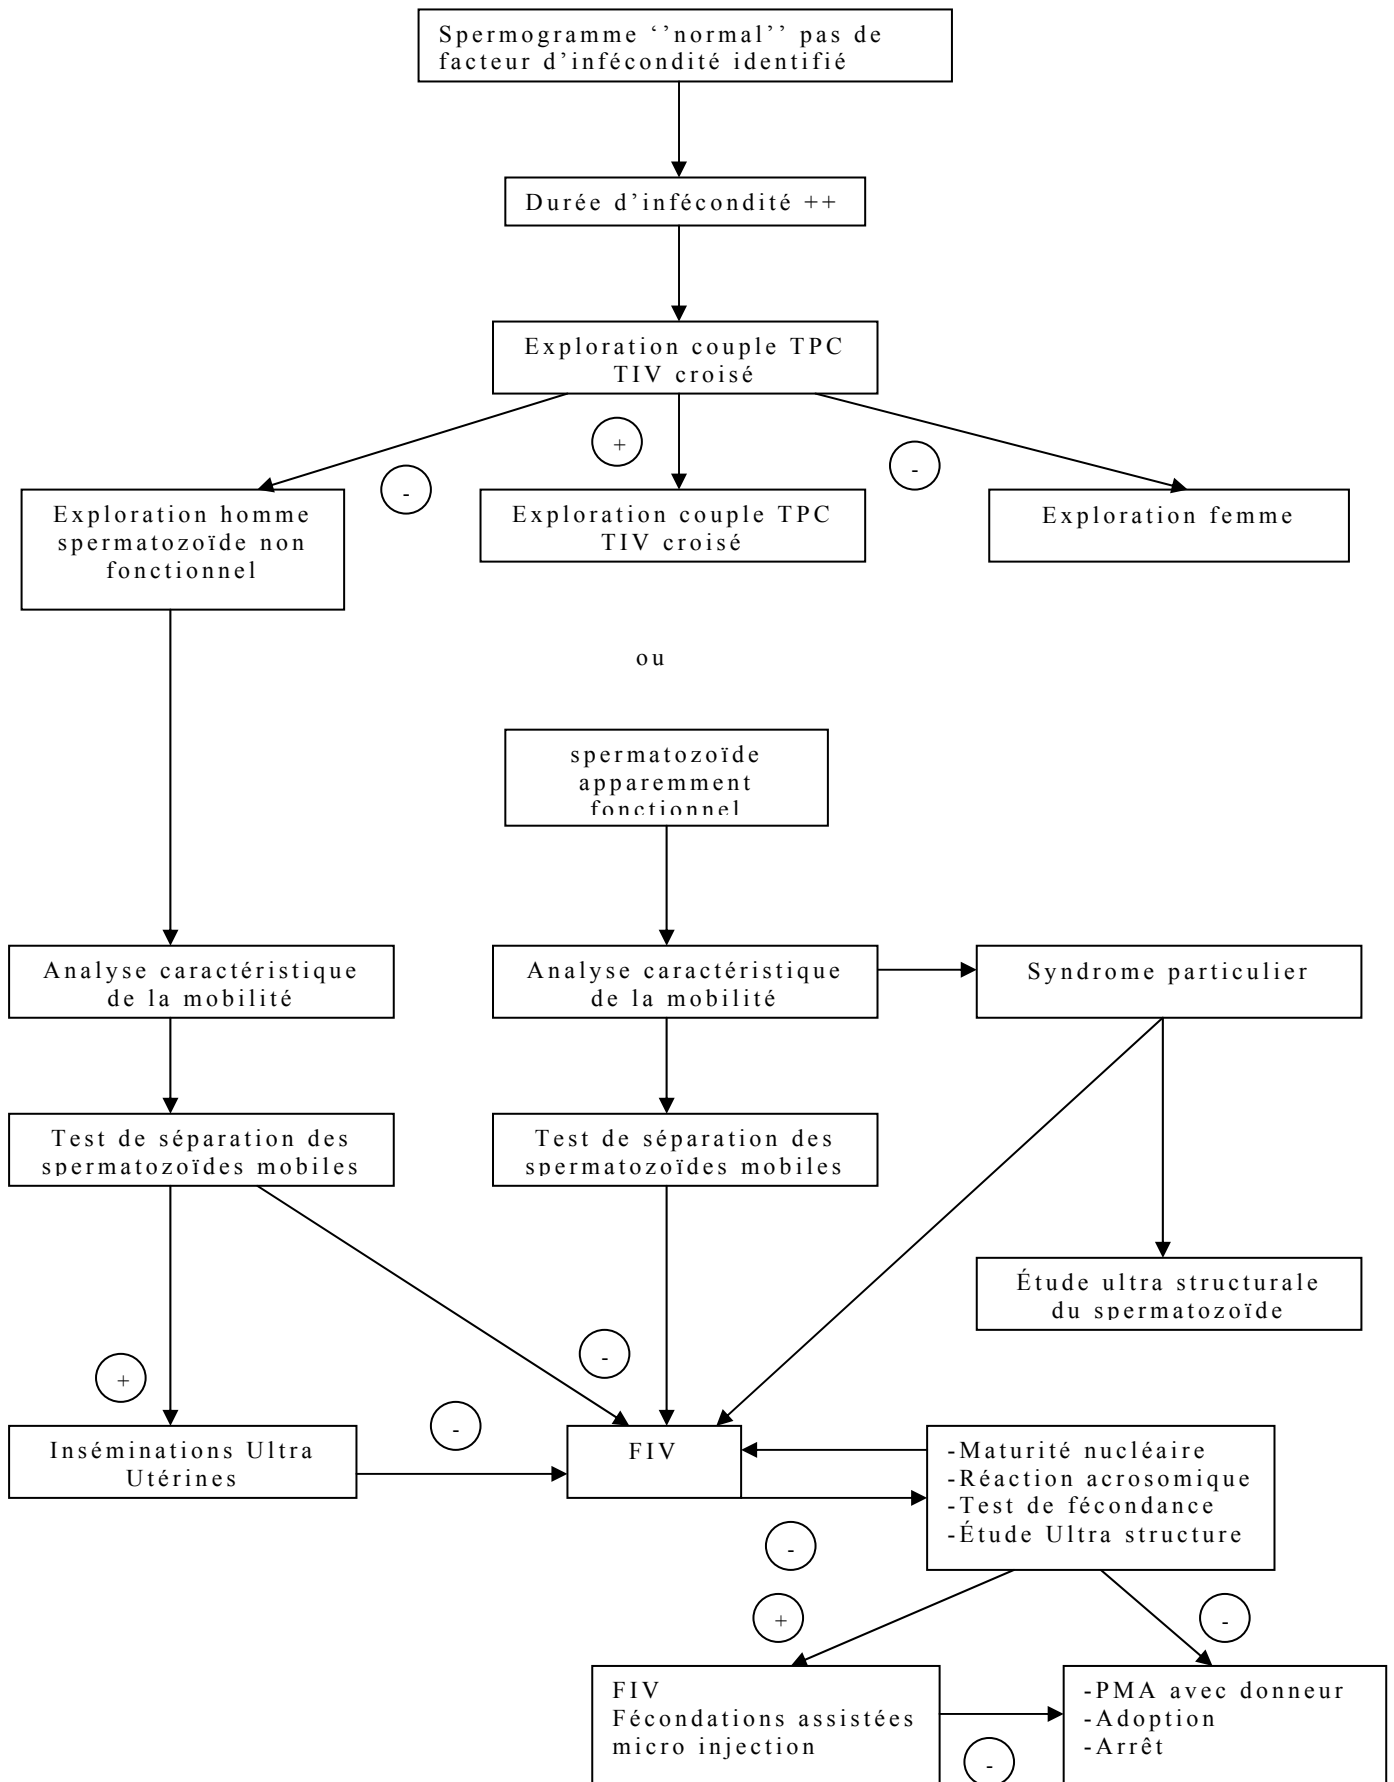 Spermogramme ‘’normal’’ pas de
facteur d’infécondité identifié
Durée d’infécondité ++
Exploration couple TPC
TIV croisé
+
-
-
Exploration homme
spermatozoïde non
fonctionnel
Exploration couple TPC
TIV croisé
Exploration femme
ou
spermatozoïde
apparemment
fonctionnel
Analyse caractéristique
de la mobilité
Analyse caractéristique
de la mobilité
Syndrome particulier
Test de séparation des
spermatozoïdes mobiles
Test de séparation des
spermatozoïdes mobiles
Étude ultra structurale
du spermatozoïde
+
-
-
Inséminations Ultra
Utérines
FIV
-Maturité nucléaire
-Réaction acrosomique
-Test de fécondance
-Étude Ultra structure
-
+
-
FIV
Fécondations assistées
micro injection
-PMA avec donneur
-Adoption
-Arrêt
-